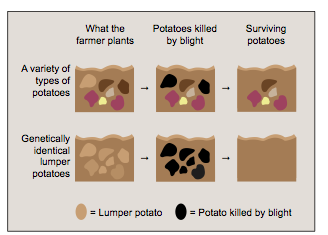 What the
farmer plants
Potatoes killed
by blight
Surviving
potatoes
A variety of
types of
potatoes
→
→
Genetically
identical
lumper
potatoes
→
→
= Lumper potato
= Potato killed by blight